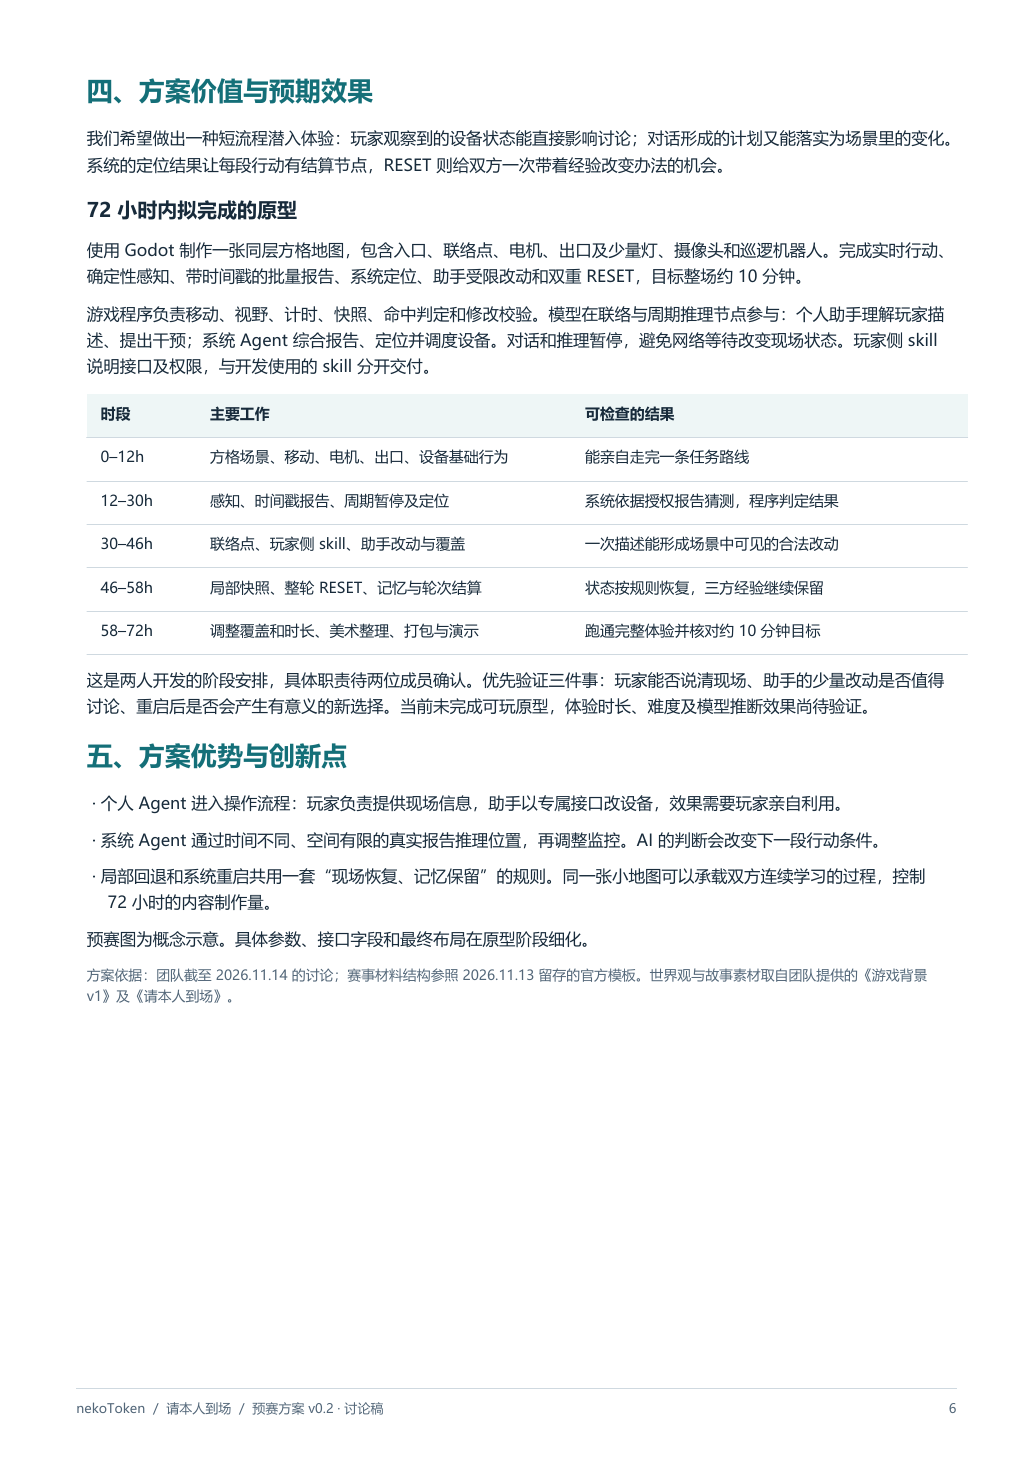 四、方案价值与预期效果
我们希望做出一种短流程潜入体验：玩家观察到的设备状态能直接影响讨论；对话形成的计划又能落实为场景里的变化。
系统的定位结果让每段行动有结算节点，RESET 则给双方一次带着经验改变办法的机会。
72 小时内拟完成的原型
使用 Godot 制作一张同层方格地图，包含入口、联络点、电机、出口及少量灯、摄像头和巡逻机器人。完成实时行动、
确定性感知、带时间戳的批量报告、系统定位、助手受限改动和双重 RESET，目标整场约 10 分钟。
游戏程序负责移动、视野、计时、快照、命中判定和修改校验。模型在联络与周期推理节点参与：个人助手理解玩家描
述、提出干预；系统 Agent 综合报告、定位并调度设备。对话和推理暂停，避免网络等待改变现场状态。玩家侧 skill
说明接口及权限，与开发使用的 skill 分开交付。
时段 主要工作 可检查的结果
0–12h 方格场景、移动、电机、出口、设备基础行为 能亲自走完一条任务路线
12–30h 感知、时间戳报告、周期暂停及定位 系统依据授权报告猜测，程序判定结果
30–46h 联络点、玩家侧 skill、助手改动与覆盖 一次描述能形成场景中可见的合法改动
46–58h 局部快照、整轮 RESET、记忆与轮次结算 状态按规则恢复，三方经验继续保留
58–72h 调整覆盖和时长、美术整理、打包与演示 跑通完整体验并核对约 10 分钟目标
这是两人开发的阶段安排，具体职责待两位成员确认。优先验证三件事：玩家能否说清现场、助手的少量改动是否值得
讨论、重启后是否会产生有意义的新选择。当前未完成可玩原型，体验时长、难度及模型推断效果尚待验证。
五、方案优势与创新点
· 个人 Agent 进入操作流程：玩家负责提供现场信息，助手以专属接口改设备，效果需要玩家亲自利用。
· 系统 Agent 通过时间不同、空间有限的真实报告推理位置，再调整监控。AI 的判断会改变下一段行动条件。
· 局部回退和系统重启共用一套“现场恢复、记忆保留”的规则。同一张小地图可以承载双方连续学习的过程，控制
72 小时的内容制作量。
预赛图为概念示意。具体参数、接口字段和最终布局在原型阶段细化。
方案依据：团队截至 2026.11.14 的讨论；赛事材料结构参照 2026.11.13 留存的官方模板。世界观与故事素材取自团队提供的《游戏背景
v1》及《请本人到场》。
nekoToken / 请本人到场 / 预赛方案 v0.2 · 讨论稿 6